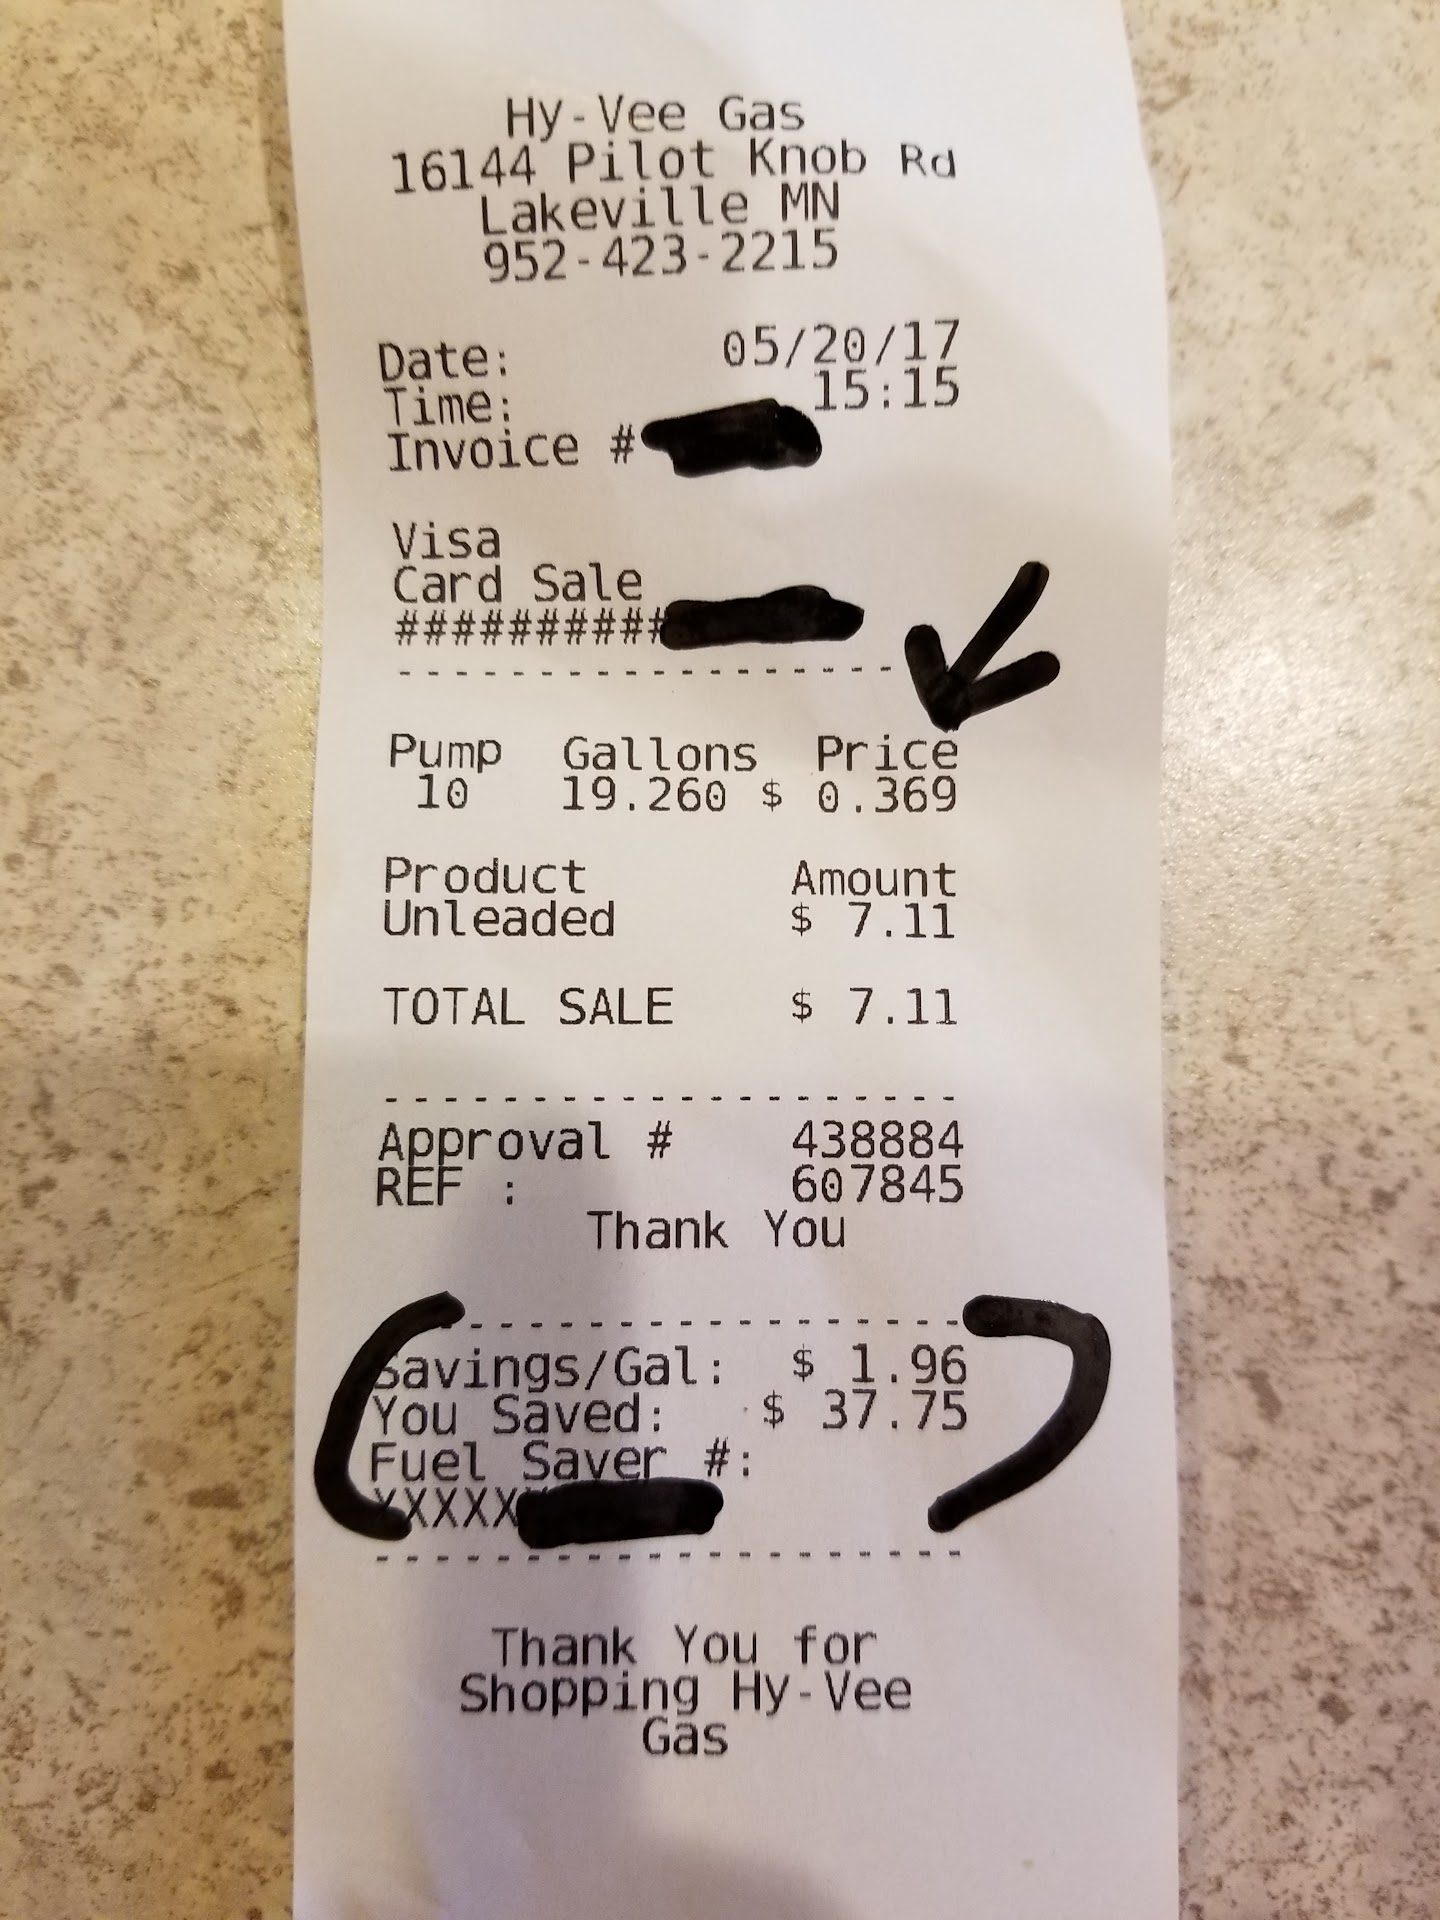 Hy-Vee Gas
16144 Pilot Knob Rd
Lakeville MN
952-423-2215
Date: 05/20/17
Time: 15:15
Invoice #
Visa
Card Sale
##########
--------------------
Pump Gallons Price
10 19.260 $ 0.369
Product Amount
Unleaded $ 7.11
TOTAL SALE $ 7.11
--------------------
Approval # 438884
REF : 607845
Thank You
--------------------
Savings/Gal: $ 1.96
You Saved: $ 37.75
Fuel Saver #:
XXXXX
--------------------
Thank You for
Shopping Hy-Vee
Gas